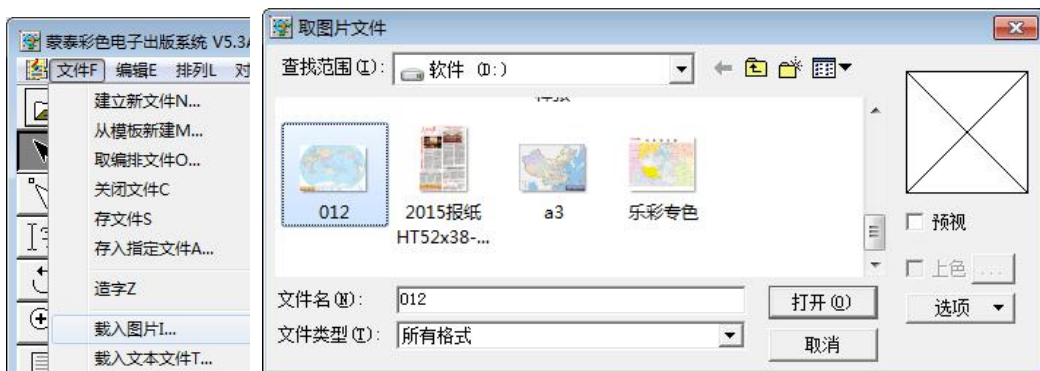 蒙泰彩色电子出版系统 V5.3
文件F 编辑E 排列L 对
建立新文件N...
从模板新建M...
取编排文件O...
关闭文件C
存文件S
存入指定文件A...
造字Z
载入图片I...
载入文本文件T...
取图片文件
查找范围(I): 软件 (D:)
012
2015报纸
HT52x38-...
a3
乐彩专色
预视
上色 ...
文件名(N): 012 打开(O) 选项
文件类型(T): 所有格式 取消